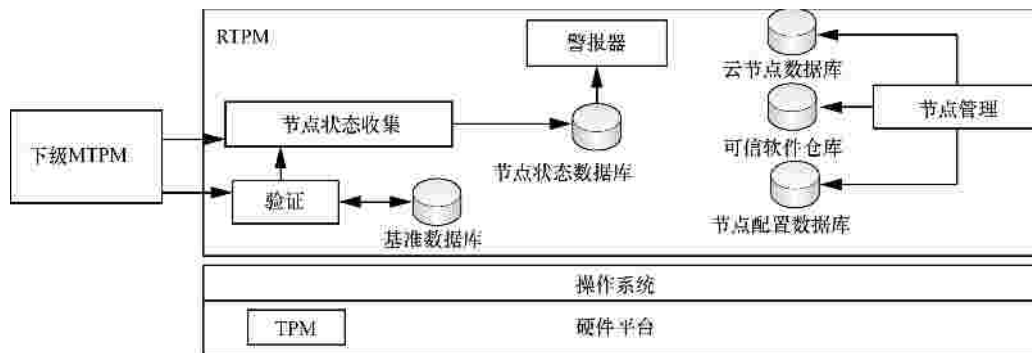 RTPM
警报器
云节点数据库
节点管理
下级MTPM
节点状态收集
可信软件仓库
节点状态数据库
验证
基准数据库
节点配置数据库
操作系统
TPM
硬件平台